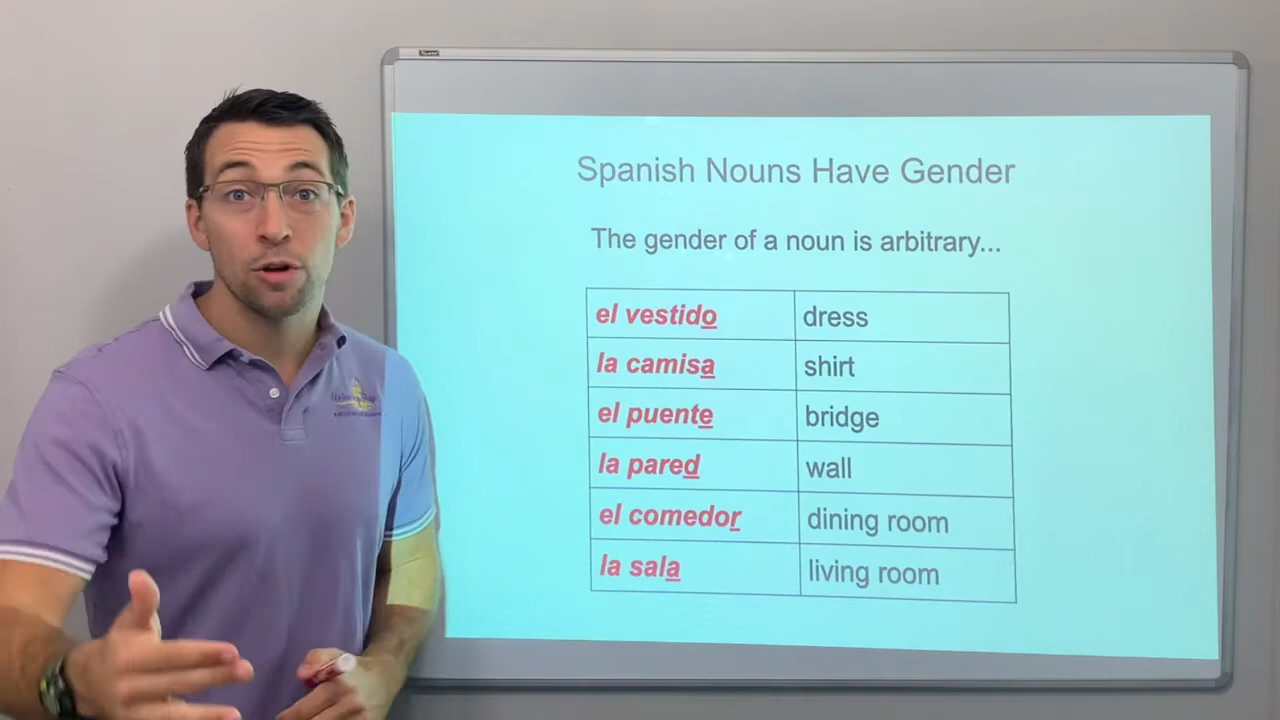 Spanish Nouns Have Gender
The gender of a noun is arbitrary...
el vestido dress
la camisa shirt
el puente bridge
la pared wall
el comedor dining room
la sala living room